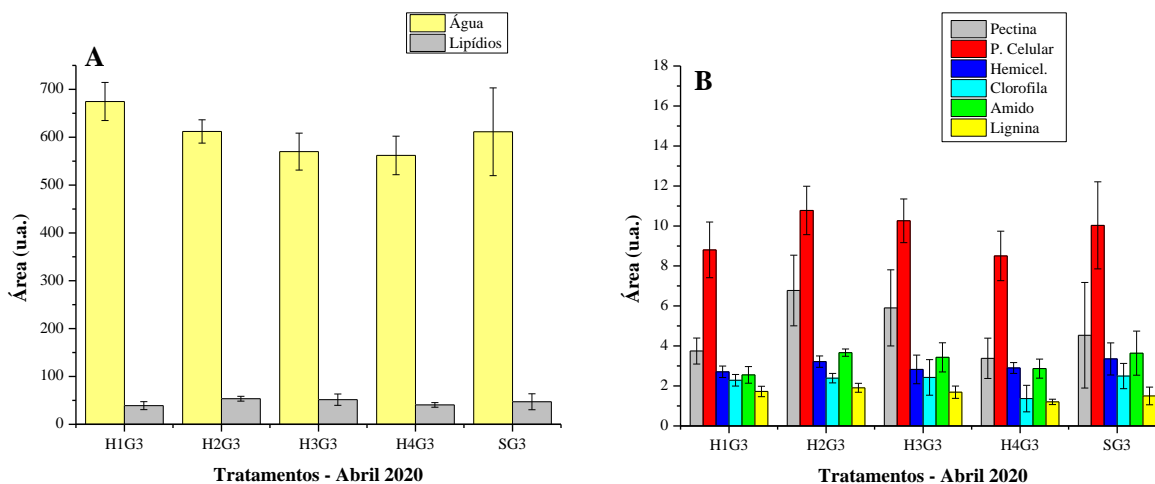 A
Água
Lipídios
Área (u.a.)
700
600
500
400
300
200
100
0
H1G3 H2G3 H3G3 H4G3 SG3
Tratamentos - Abril 2020
B
Pectina
P. Celular
Hemicel.
Clorofila
Amido
Lignina
Área (u.a.)
18
16
14
12
10
8
6
4
2
0
H1G3 H2G3 H3G3 H4G3 SG3
Tratamentos - Abril 2020